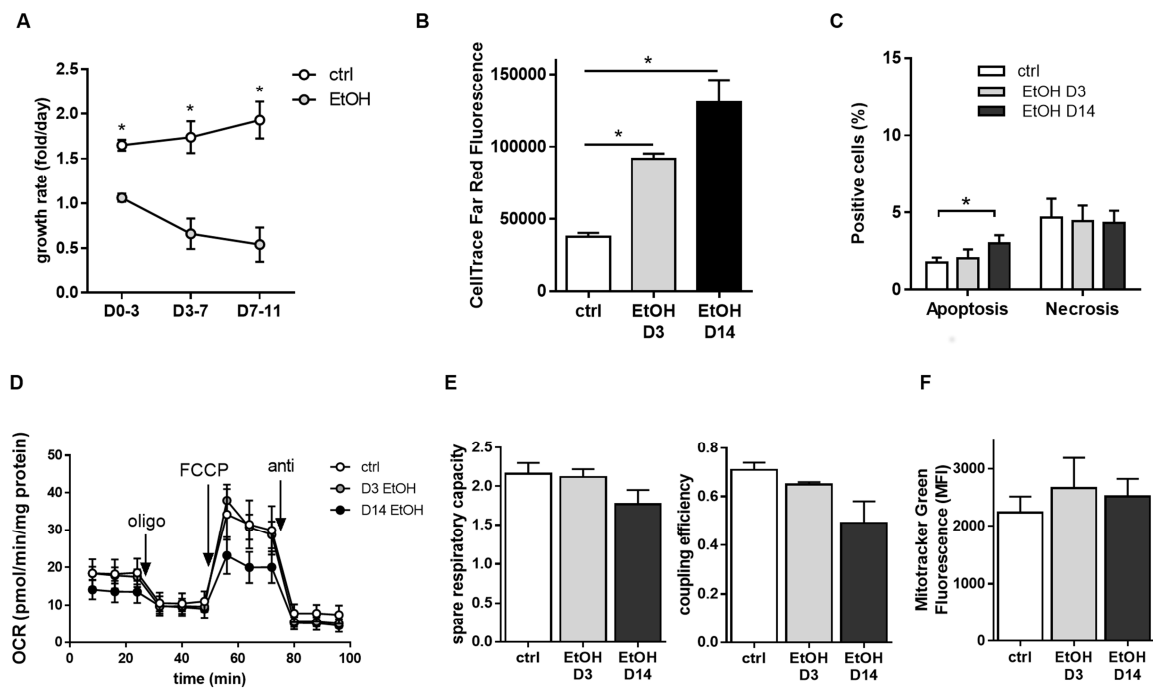 A
growth rate (fold/day)
2.5
2.0
1.5
1.0
0.5
0.0
* * *
D0-3 D3-7 D7-11
ctrl
EtOH
B
CellTrace Far Red Fluorescence
150000
100000
50000
0
*
*
ctrl EtOH EtOH
D3 D14
C
Positive cells (%)
15
10
5
0
ctrl
EtOH D3
EtOH D14
*
Apoptosis Necrosis
D
OCR (pmol/min/mg protein)
50
40
30
20
10
0
oligo
FCCP
anti
0 20 40 60 80 100
time (min)
ctrl
D3 EtOH
D14 EtOH
E
spare respiratory capacity
2.5
2.0
1.5
1.0
0.5
0.0
ctrl EtOH EtOH
D3 D14
coupling efficiency
0.8
0.6
0.4
0.2
0.0
ctrl EtOH EtOH
D3 D14
F
Mitotracker Green
Fluorescence (MFI)
3000
2000
1000
0
ctrl EtOH EtOH
D3 D14